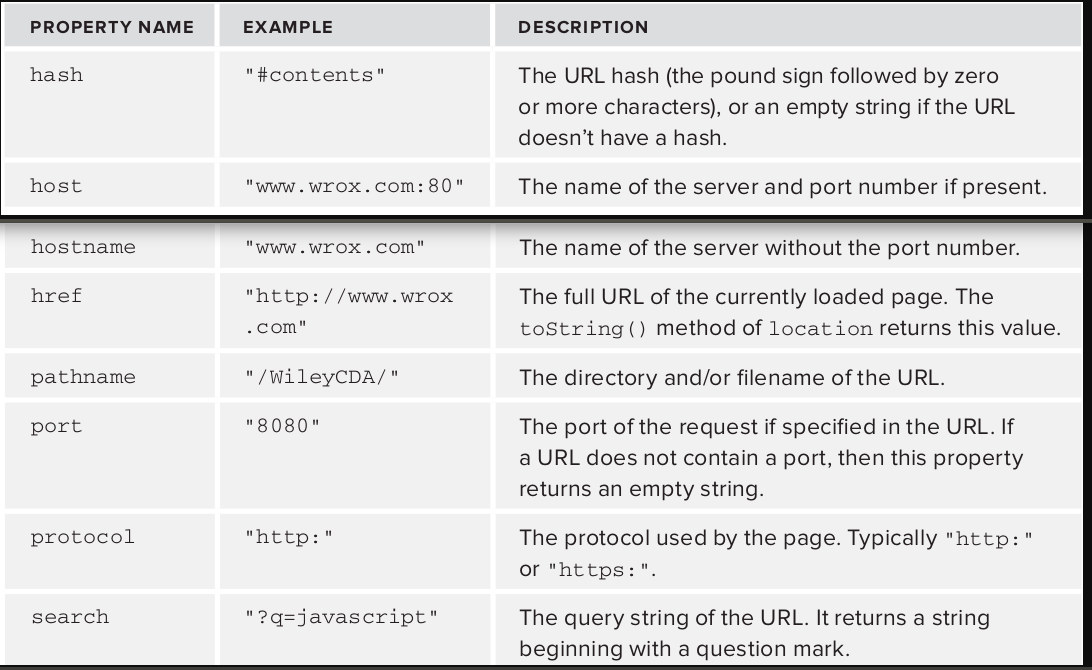 PROPERTY NAME EXAMPLE DESCRIPTION
hash "#contents" The URL hash (the pound sign followed by zero
or more characters), or an empty string if the URL
doesn’t have a hash.
host "www.wrox.com:80" The name of the server and port number if present.
hostname "www.wrox.com" The name of the server without the port number.
href "http://www.wrox The full URL of the currently loaded page. The
.com" toString() method of location returns this value.
pathname "/WileyCDA/" The directory and/or filename of the URL.
port "8080" The port of the request if specified in the URL. If
a URL does not contain a port, then this property
returns an empty string.
protocol "http:" The protocol used by the page. Typically "http:"
or "https:".
search "?q=javascript" The query string of the URL. It returns a string
beginning with a question mark.